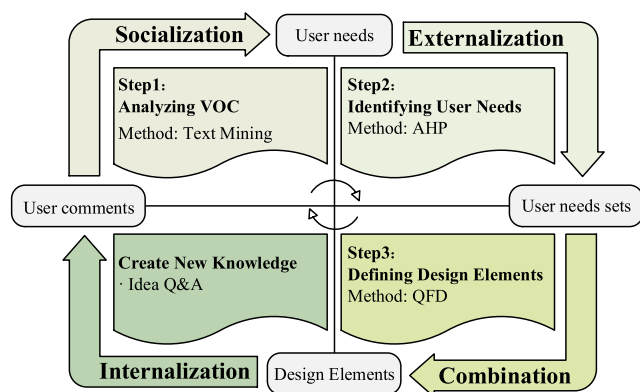 Socialization
User needs
Externalization
Step1:
Analyzing VOC
Method: Text Mining
Step2:
Identifying User Needs
Method: AHP
User comments
User needs sets
Create New Knowledge
· Idea Q&A
Step3:
Defining Design Elements
Method: QFD
Internalization
Design Elements
Combination